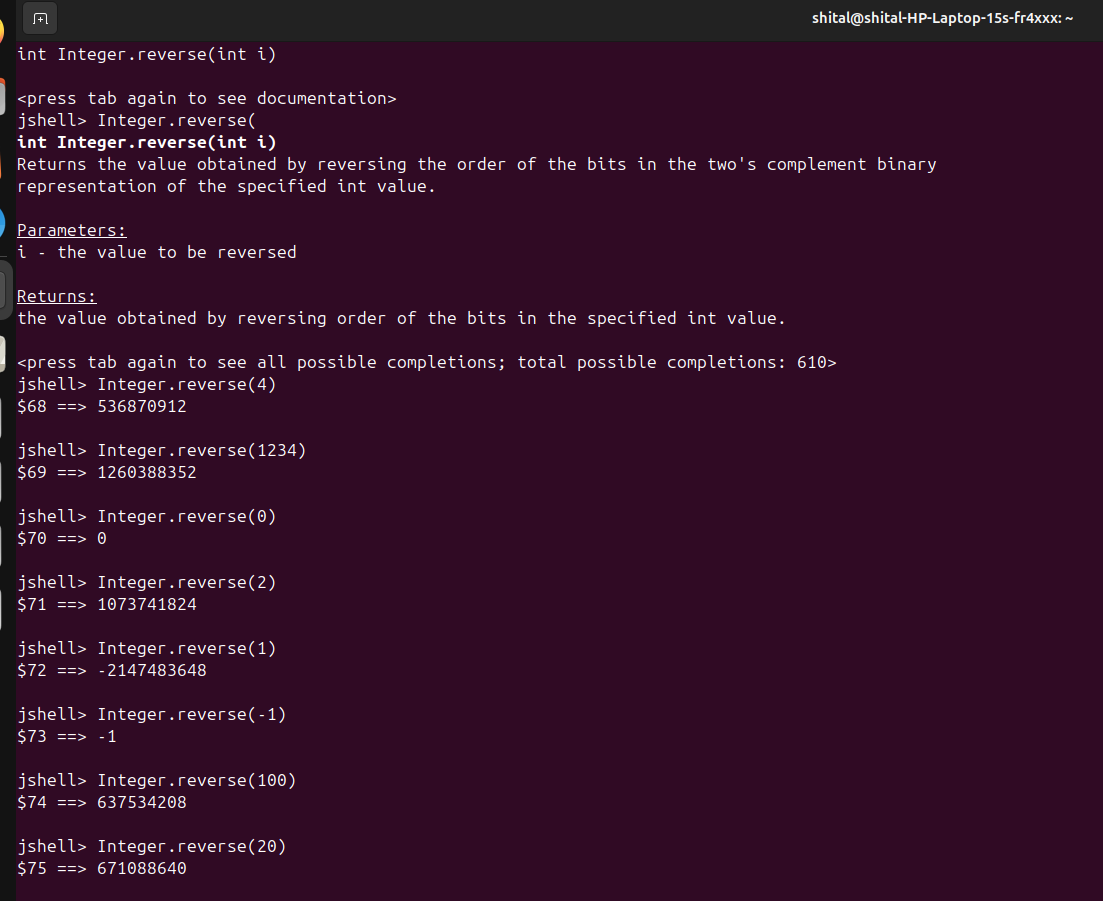 shital@shital-HP-Laptop-15s-fr4xxx: ~
int Integer.reverse(int i)
<press tab again to see documentation>
jshell> Integer.reverse(
int Integer.reverse(int i)
Returns the value obtained by reversing the order of the bits in the two's complement binary
representation of the specified int value.
Parameters:
i - the value to be reversed
Returns:
the value obtained by reversing order of the bits in the specified int value.
<press tab again to see all possible completions; total possible completions: 610>
jshell> Integer.reverse(4)
$68 ==> 536870912
jshell> Integer.reverse(1234)
$69 ==> 1260388352
jshell> Integer.reverse(0)
$70 ==> 0
jshell> Integer.reverse(2)
$71 ==> 1073741824
jshell> Integer.reverse(1)
$72 ==> -2147483648
jshell> Integer.reverse(-1)
$73 ==> -1
jshell> Integer.reverse(100)
$74 ==> 637534208
jshell> Integer.reverse(20)
$75 ==> 671088640